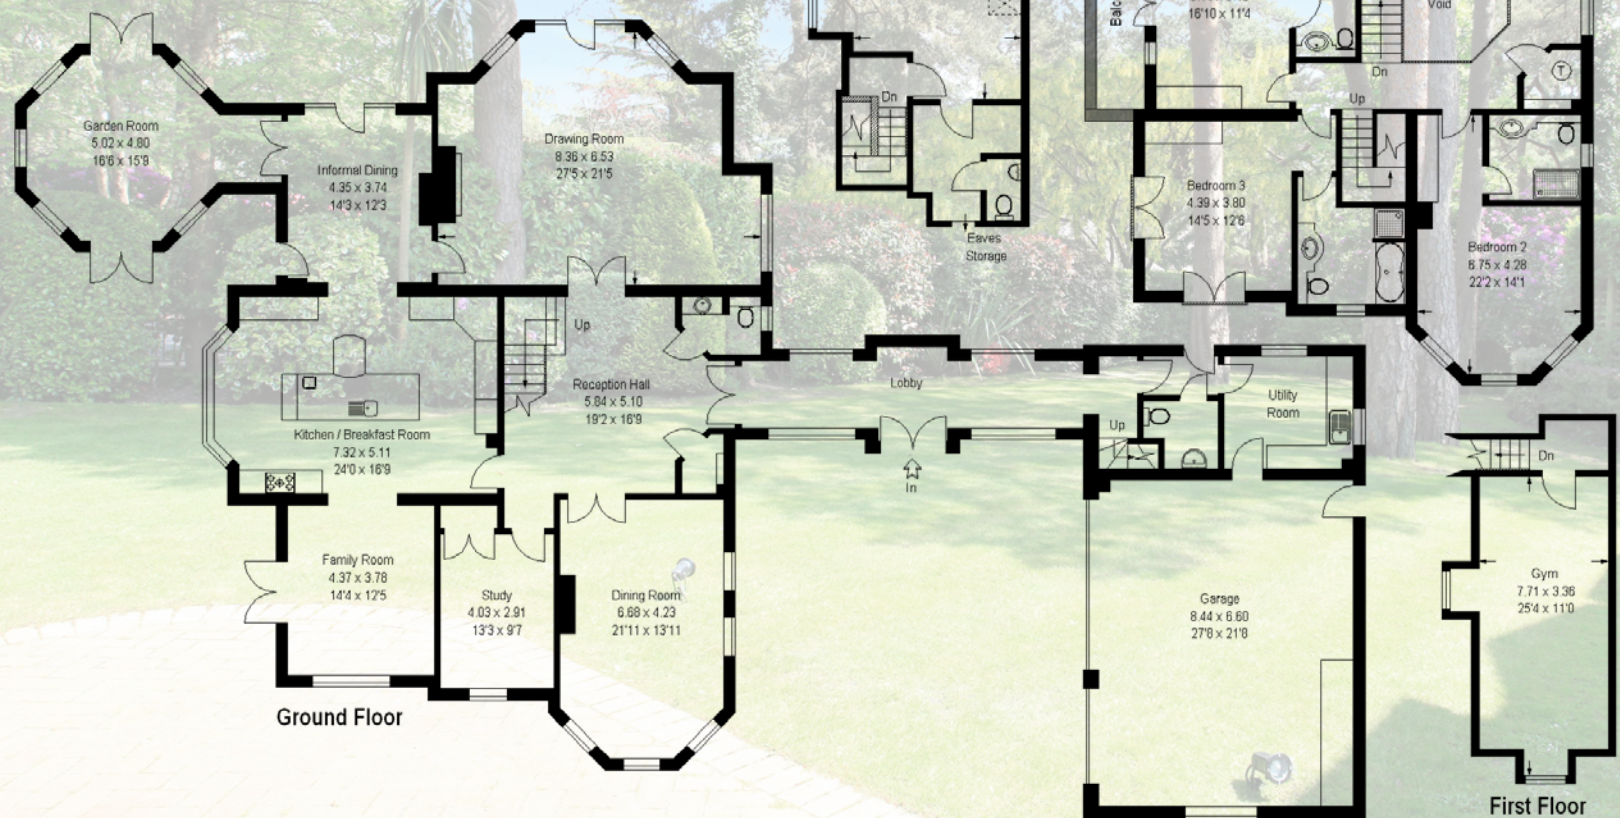 Garden Room
5.02 x 4.80
16'6 x 15'9
Informal Dining
4.35 x 3.74
14'3 x 12'3
Drawing Room
8.36 x 6.53
27'5 x 21'5
Dn
Eaves
Storage
16'10 x 11'4
Void
Dn
T
Up
Bedroom 3
4.39 x 3.80
14'5 x 12'6
Bedroom 2
6.75 x 4.28
22'2 x 14'1
Up
Reception Hall
5.84 x 5.10
19'2 x 16'9
Kitchen / Breakfast Room
7.32 x 5.11
24'0 x 16'9
Lobby
In
Up
Utility
Room
Dn
Family Room
4.37 x 3.78
14'4 x 12'5
Study
4.03 x 2.91
13'3 x 9'7
Dining Room
6.68 x 4.23
21'11 x 13'11
Garage
8.44 x 6.60
27'8 x 21'8
Gym
7.71 x 3.36
25'4 x 11'0
Ground Floor
First Floor